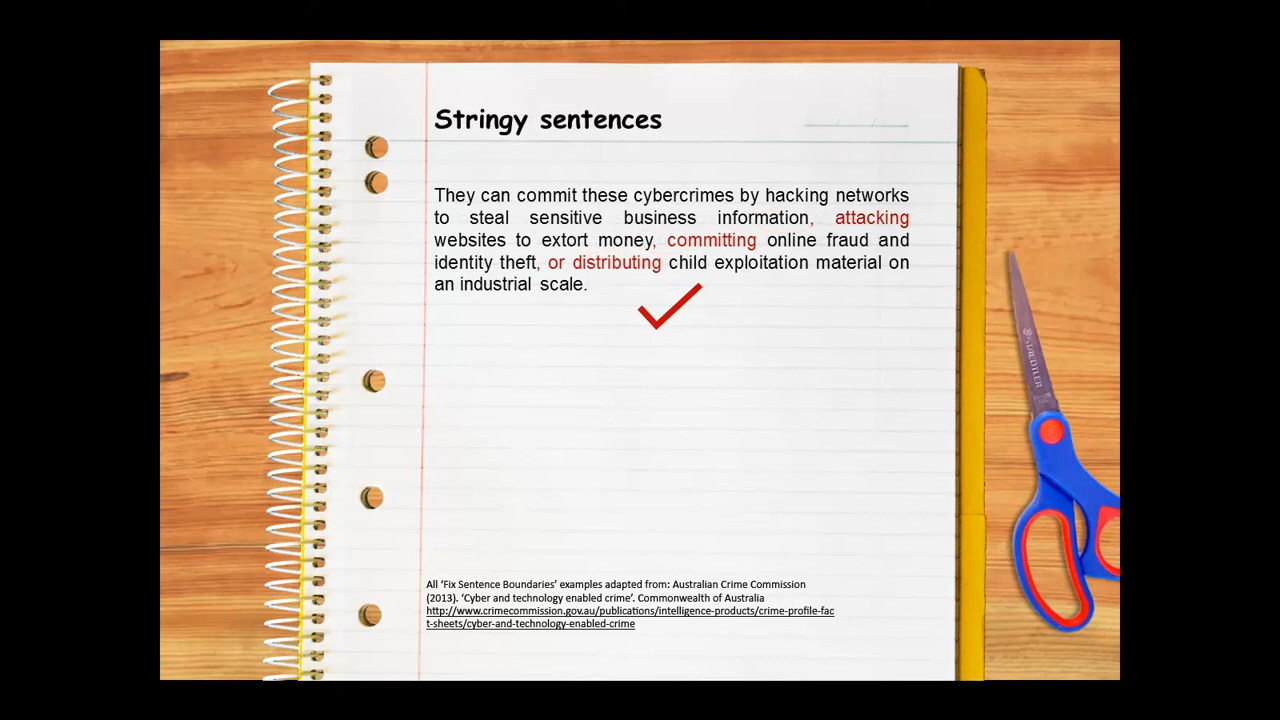 Stringy sentences
They can commit these cybercrimes by hacking networks
to steal sensitive business information, attacking
websites to extort money, committing online fraud and
identity theft, or distributing child exploitation material on
an industrial scale.
STAEDTLER
All ‘Fix Sentence Boundaries’ examples adapted from: Australian Crime Commission
(2013). ‘Cyber and technology enabled crime’. Commonwealth of Australia
http://www.crimecommission.gov.au/publications/intelligence-products/crime-profile-fac
t-sheets/cyber-and-technology-enabled-crime